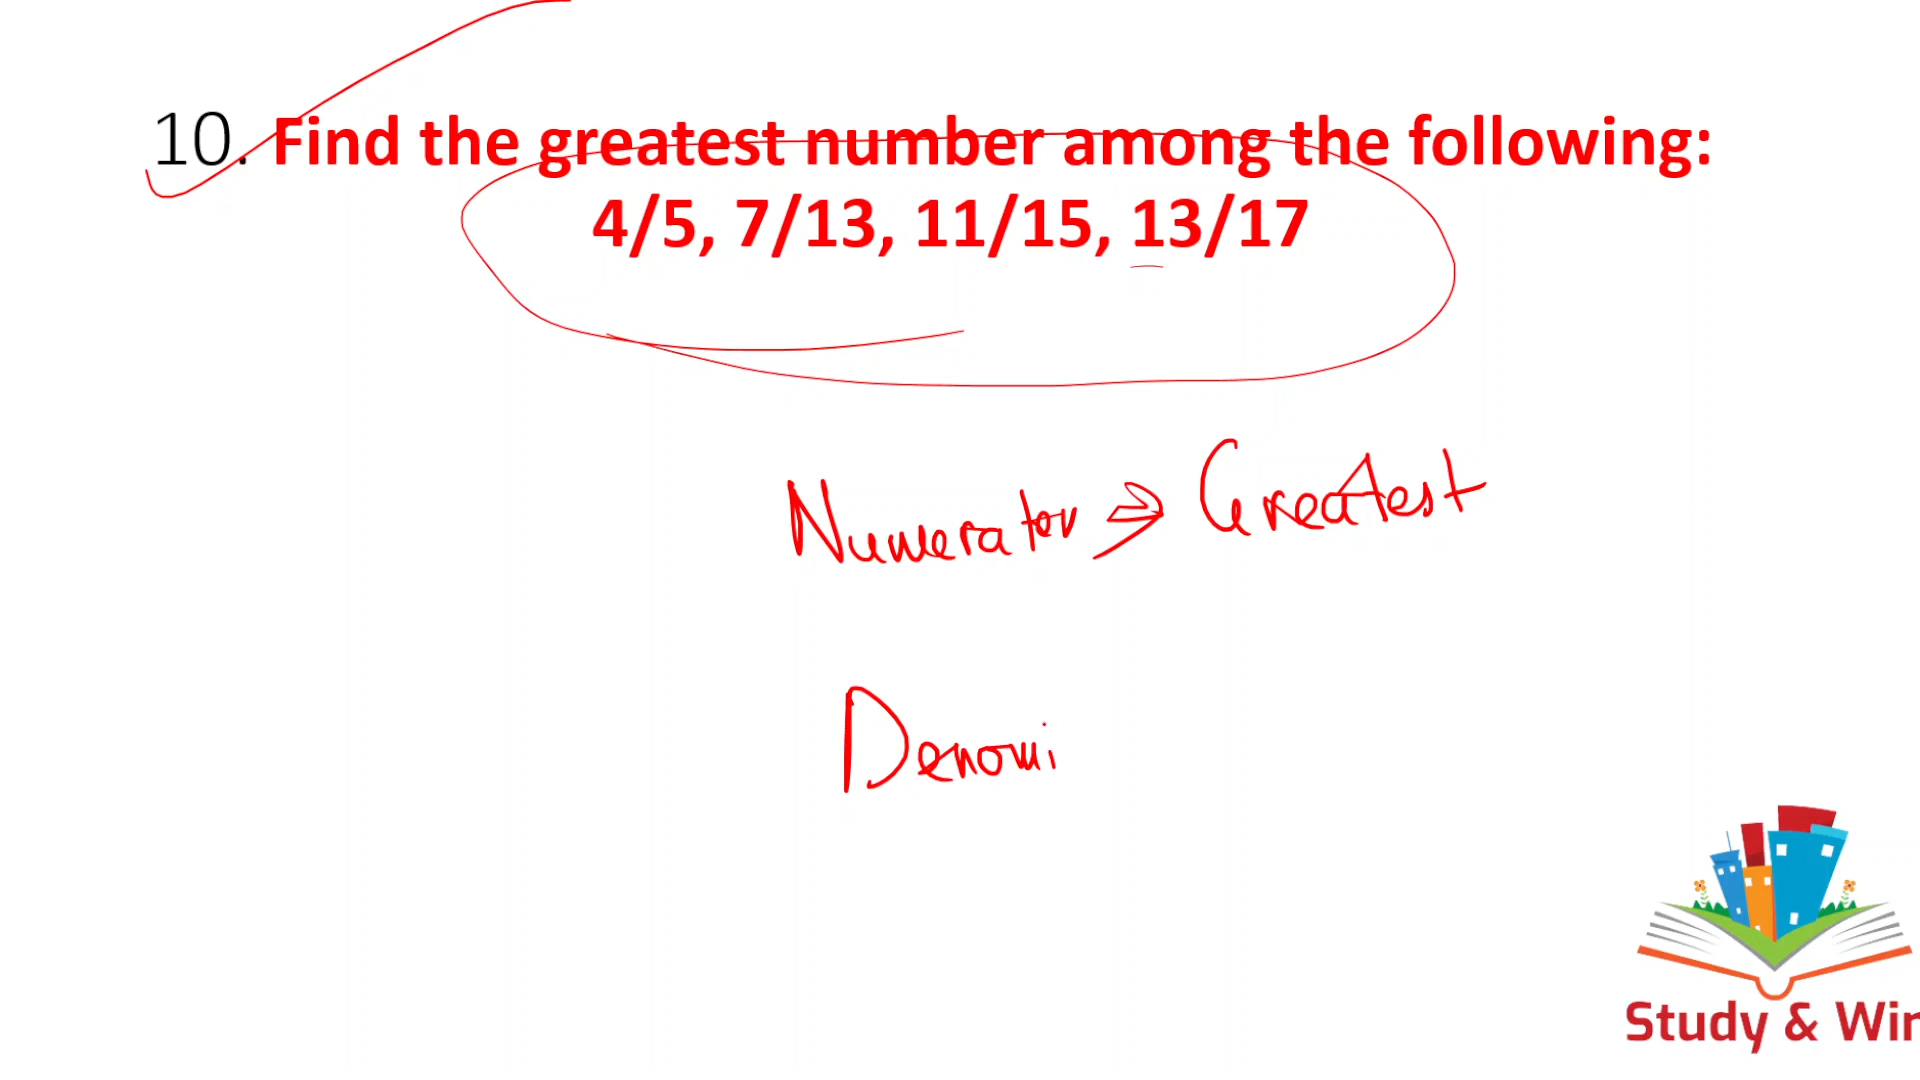 10. Find the greatest number among the following:
4/5, 7/13, 11/15, 13/17
Numerator → Greatest
Denomi
Study & Wir